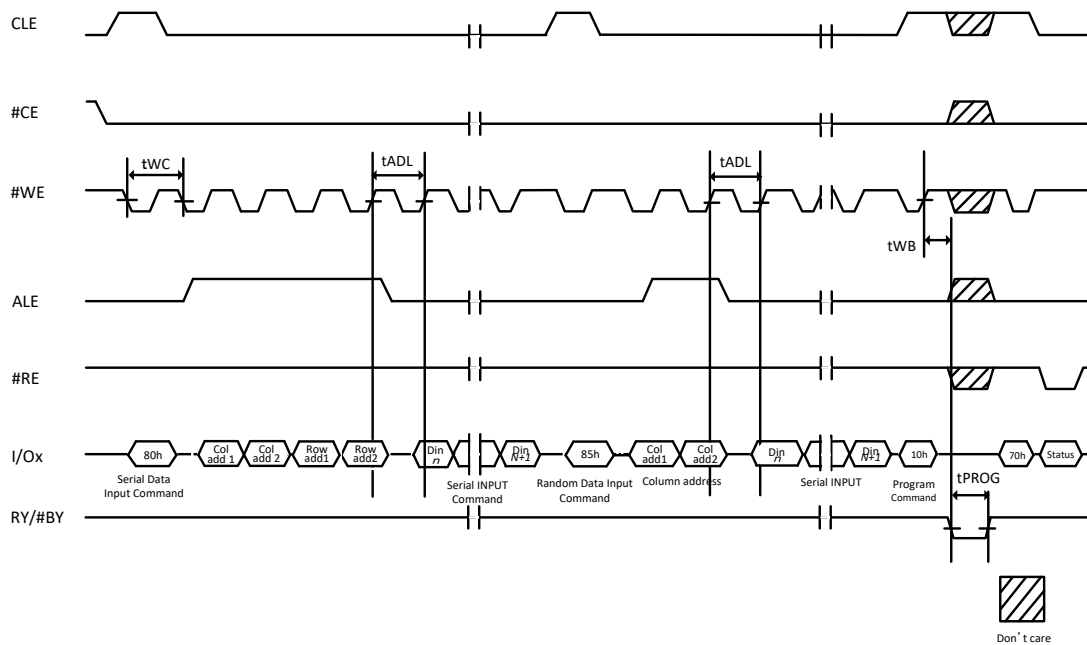 CLE
#CE
tWC
tADL
tADL
#WE
tWB
ALE
#RE
I/Ox
80h
Col
add 1
Col
add 2
Row
add1
Row
add2
Din
n
Din
N+1
85h
Col
add1
Col
add2
Din
n
Din
N+1
10h
70h
Status
Serial Data
Input Command
Serial INPUT
Command
Random Data Input
Command
Column address
Serial INPUT
Program
Command
tPROG
RY/#BY
Don't care